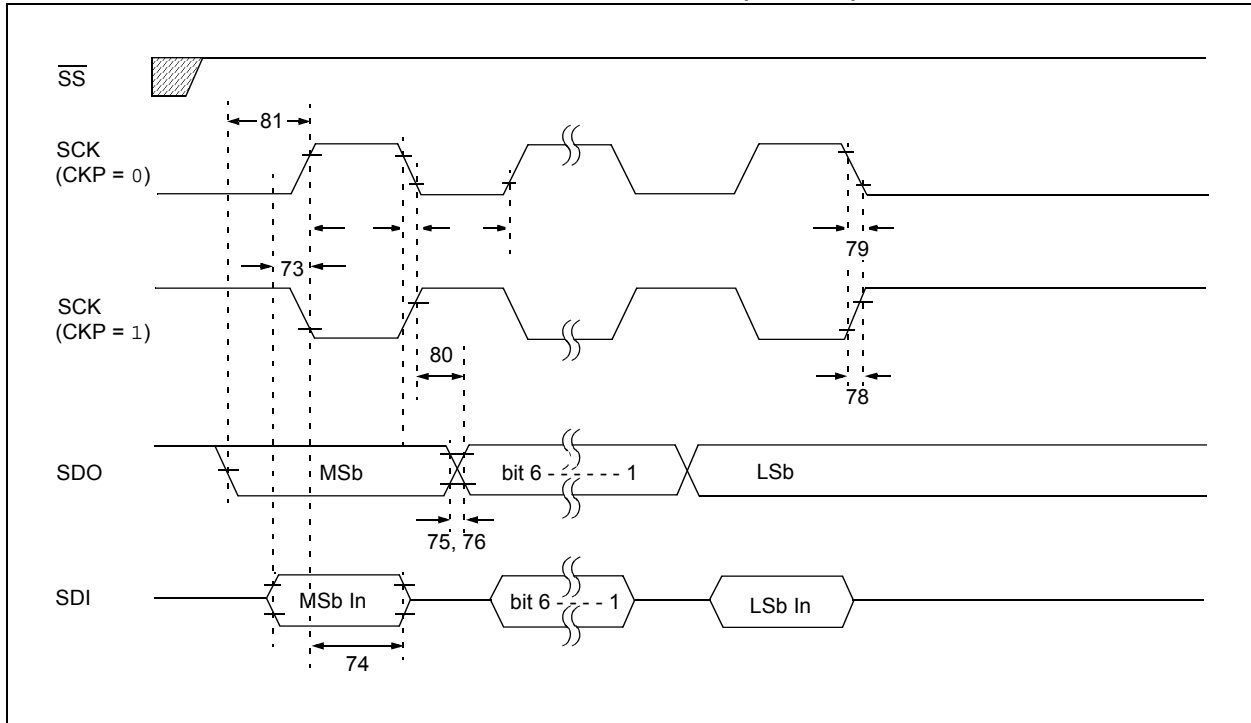 SS
81
SCK
(CKP = 0)
79
73
SCK
(CKP = 1)
80
78
SDO
MSb
bit 6 - - - - - 1
LSb
75, 76
SDI
MSb In
bit 6 - - - - 1
LSb In
74